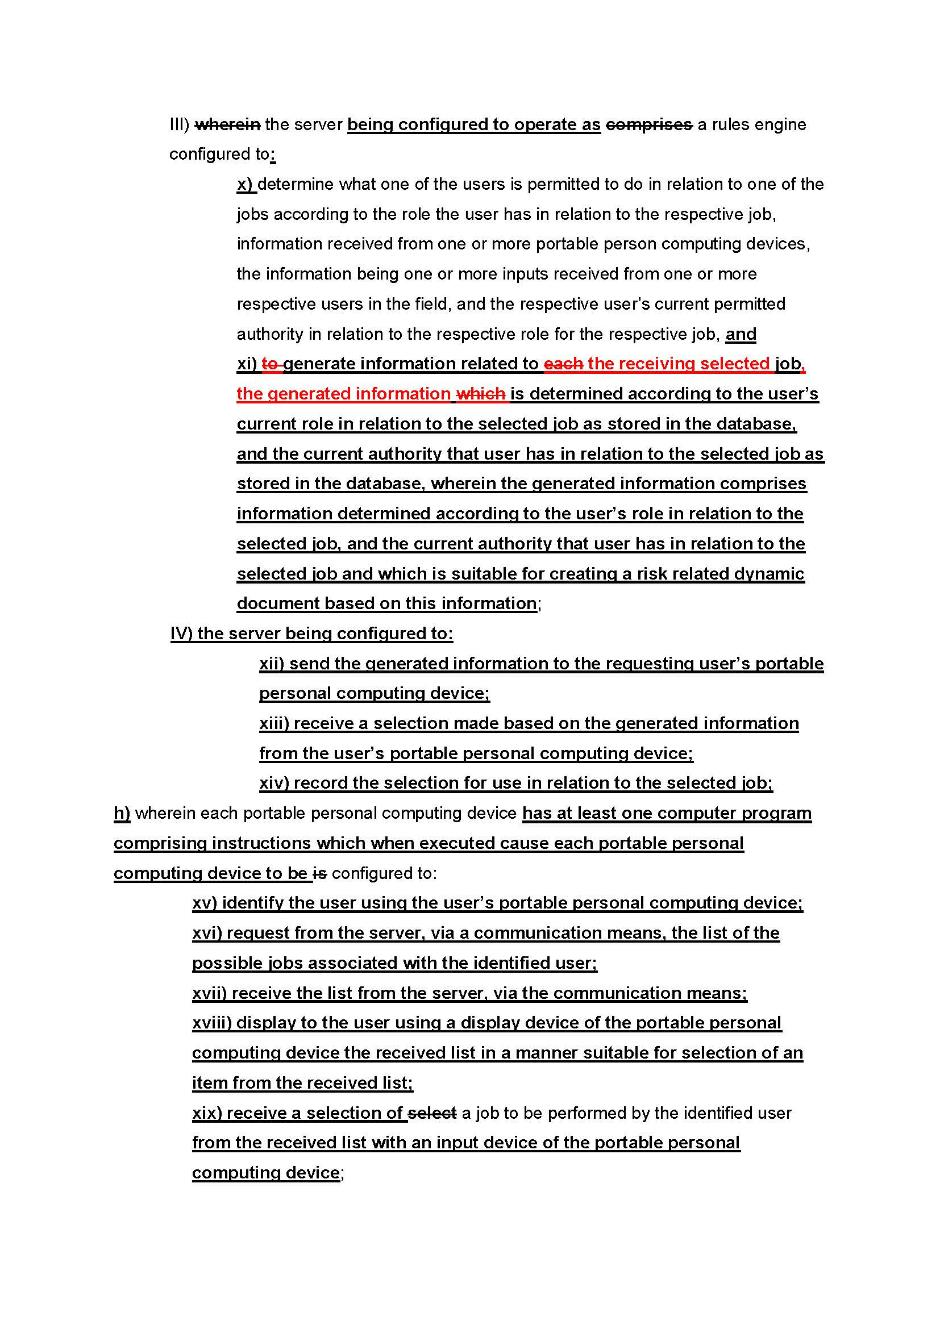 III) wherein the server being configured to operate as comprises a rules engine
configured to:
x) determine what one of the users is permitted to do in relation to one of the
jobs according to the role the user has in relation to the respective job,
information received from one or more portable person computing devices,
the information being one or more inputs received from one or more
respective users in the field, and the respective user's current permitted
authority in relation to the respective role for the respective job, and
xi) to generate information related to each the receiving selected job,
the generated information which is determined according to the user's
current role in relation to the selected job as stored in the database,
and the current authority that user has in relation to the selected job as
stored in the database, wherein the generated information comprises
information determined according to the user's role in relation to the
selected job, and the current authority that user has in relation to the
selected job and which is suitable for creating a risk related dynamic
document based on this information;
IV) the server being configured to:
xii) send the generated information to the requesting user's portable
personal computing device;
xiii) receive a selection made based on the generated information
from the user's portable personal computing device;
xiv) record the selection for use in relation to the selected job;
h) wherein each portable personal computing device has at least one computer program
comprising instructions which when executed cause each portable personal
computing device to be is configured to:
xv) identify the user using the user's portable personal computing device;
xvi) request from the server, via a communication means, the list of the
possible jobs associated with the identified user;
xvii) receive the list from the server, via the communication means;
xviii) display to the user using a display device of the portable personal
computing device the received list in a manner suitable for selection of an
item from the received list;
xix) receive a selection of select a job to be performed by the identified user
from the received list with an input device of the portable personal
computing device;